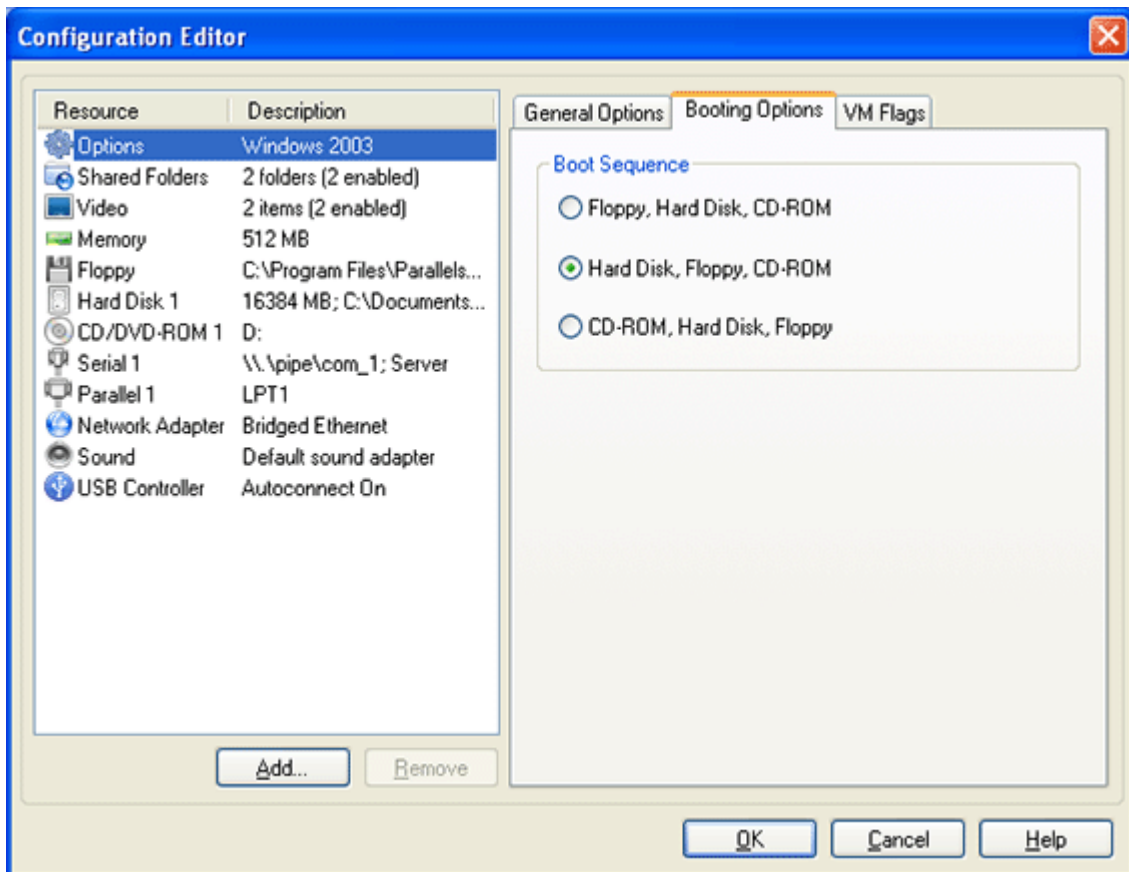 Configuration Editor
Resource Description
Options Windows 2003
Shared Folders 2 folders (2 enabled)
Video 2 items (2 enabled)
Memory 512 MB
Floppy C:\Program Files\Parallels...
Hard Disk 1 16384 MB; C:\Documents...
CD/DVD-ROM 1 D:
Serial 1 \\.\pipe\com_1; Server
Parallel 1 LPT1
Network Adapter Bridged Ethernet
Sound Default sound adapter
USB Controller Autoconnect On
Add... Remove
General Options Booting Options VM Flags
Boot Sequence
Floppy, Hard Disk, CD-ROM
Hard Disk, Floppy, CD-ROM
CD-ROM, Hard Disk, Floppy
OK Cancel Help